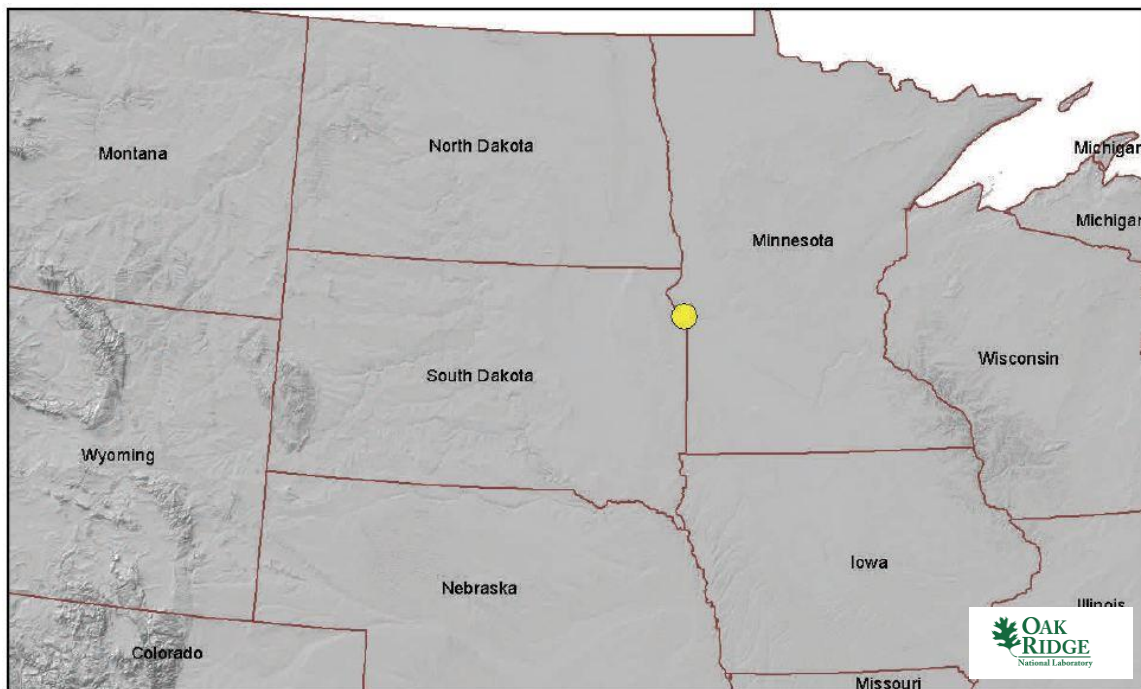 Montana
North Dakota
Minnesota
Michigan
Michigan
South Dakota
Wisconsin
Wyoming
Nebraska
Iowa
Illinois
Colorado
Missouri
OAK
RIDGE
National Laboratory